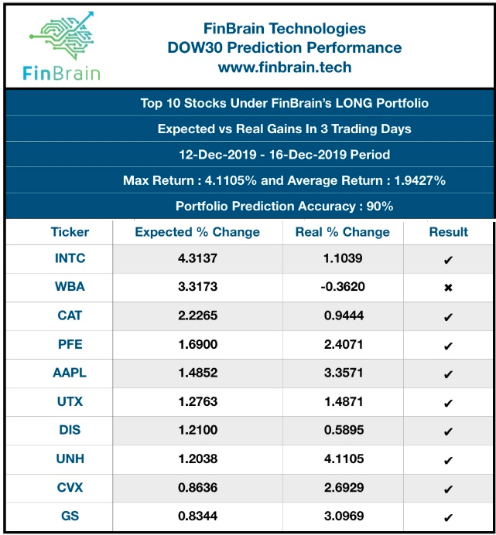 FinBrain
FinBrain Technologies
DOW30 Prediction Performance
www.finbrain.tech
Top 10 Stocks Under FinBrain's LONG Portfolio
Expected vs Real Gains In 3 Trading Days
12-Dec-2019 - 16-Dec-2019 Period
Max Return : 4.1105% and Average Return : 1.9427%
Portfolio Prediction Accuracy : 90%
Ticker Expected % Change Real % Change Result
INTC 4.3137 1.1039 ✔
WBA 3.3173 -0.3620 ✖
CAT 2.2265 0.9444 ✔
PFE 1.6900 2.4071 ✔
AAPL 1.4852 3.3571 ✔
UTX 1.2763 1.4871 ✔
DIS 1.2100 0.5895 ✔
UNH 1.2038 4.1105 ✔
CVX 0.8636 2.6929 ✔
GS 0.8344 3.0969 ✔